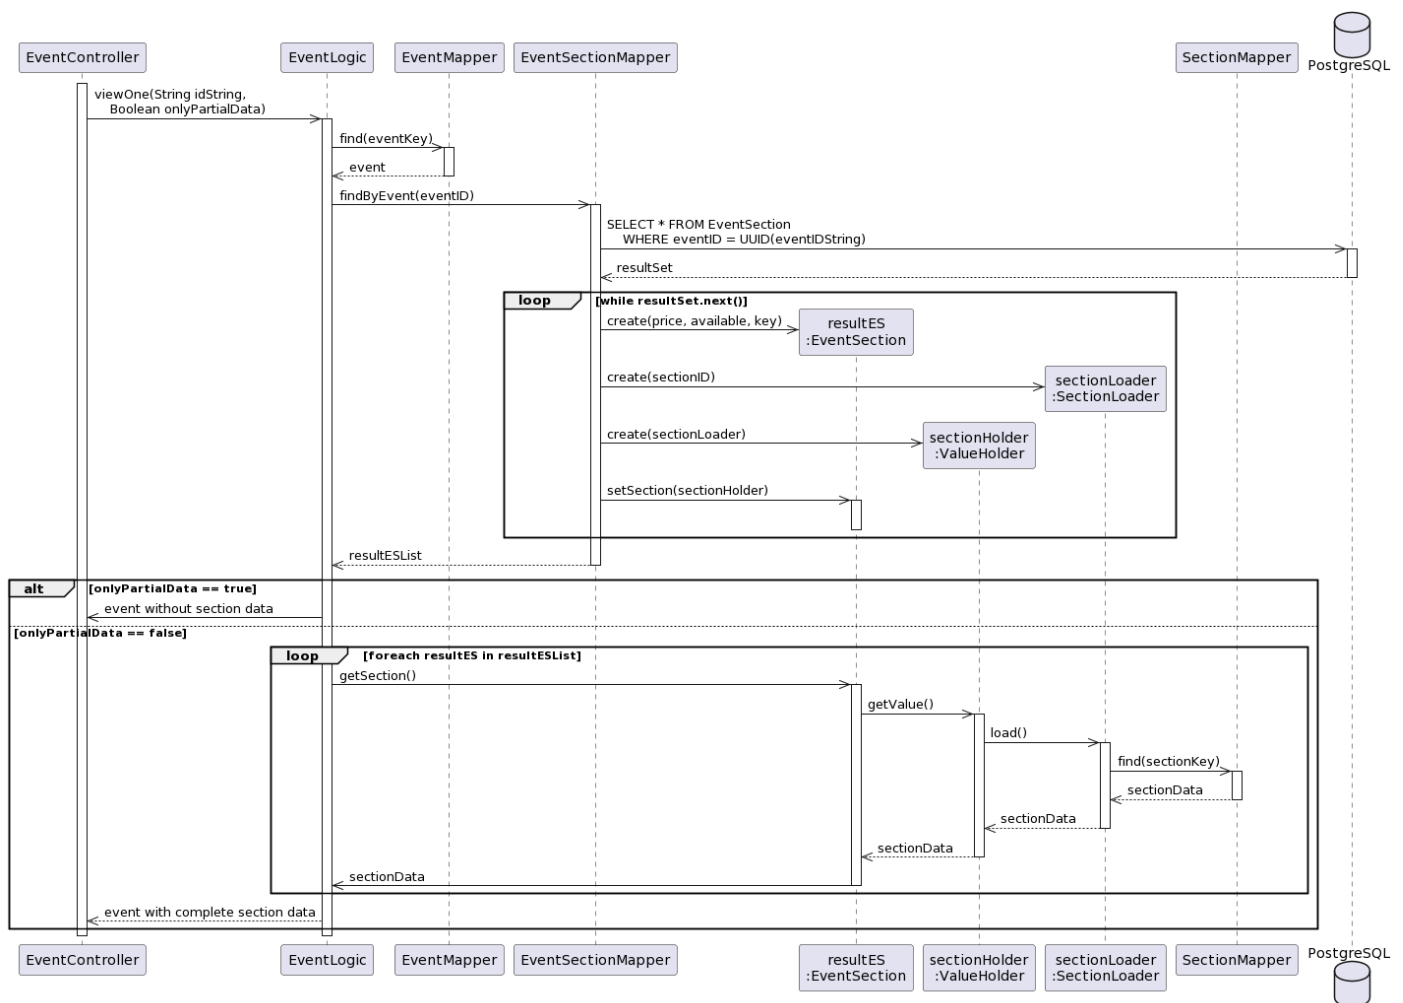 PostgreSQL
EventController
EventLogic
EventMapper
EventSectionMapper
SectionMapper
viewOne(String idString,
Boolean onlyPartialData)
find(eventKey)
event
findByEvent(eventID)
SELECT * FROM EventSection
WHERE eventID = UUID(eventIDString)
resultSet
loop
[while resultSet.next()]
create(price, available, key)
resultES
:EventSection
create(sectionID)
sectionLoader
:SectionLoader
create(sectionLoader)
sectionHolder
:ValueHolder
setSection(sectionHolder)
resultESList
alt
[onlyPartialData == true]
event without section data
[onlyPartialData == false]
loop
[foreach resultES in resultESList]
getSection()
getValue()
load()
find(sectionKey)
sectionData
sectionData
sectionData
sectionData
event with complete section data
EventController
EventLogic
EventMapper
EventSectionMapper
resultES
:EventSection
sectionHolder
:ValueHolder
sectionLoader
:SectionLoader
SectionMapper
PostgreSQL